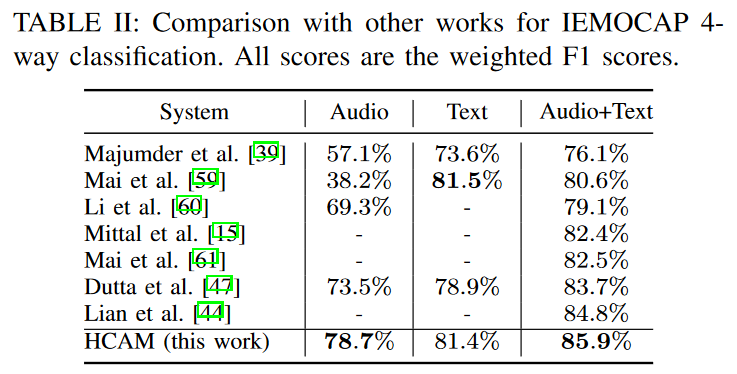 TABLE II: Comparison with other works for IEMOCAP 4-
way classification. All scores are the weighted F1 scores.
System Audio Text Audio+Text
Majumder et al. [39] 57.1% 73.6% 76.1%
Mai et al. [59] 38.2% 81.5% 80.6%
Li et al. [60] 69.3% - 79.1%
Mittal et al. [15] - - 82.4%
Mai et al. [61] - - 82.5%
Dutta et al. [47] 73.5% 78.9% 83.7%
Lian et al. [44] - - 84.8%
HCAM (this work) 78.7% 81.4% 85.9%